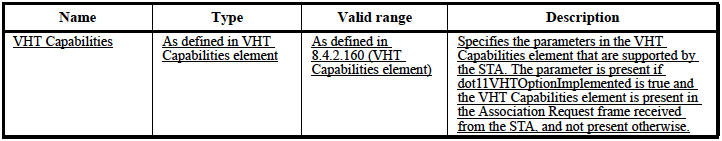 Name Type Valid range Description
VHT Capabilities As defined in VHT As defined in Specifies the parameters in the VHT
Capabilities element 8.4.2.160 (VHT Capabilities element that are supported by
Capabilities element) the STA. The parameter is present if
dot11VHTOptionImplemented is true and
the VHT Capabilities element is present in
the Association Request frame received
from the STA, and not present otherwise.